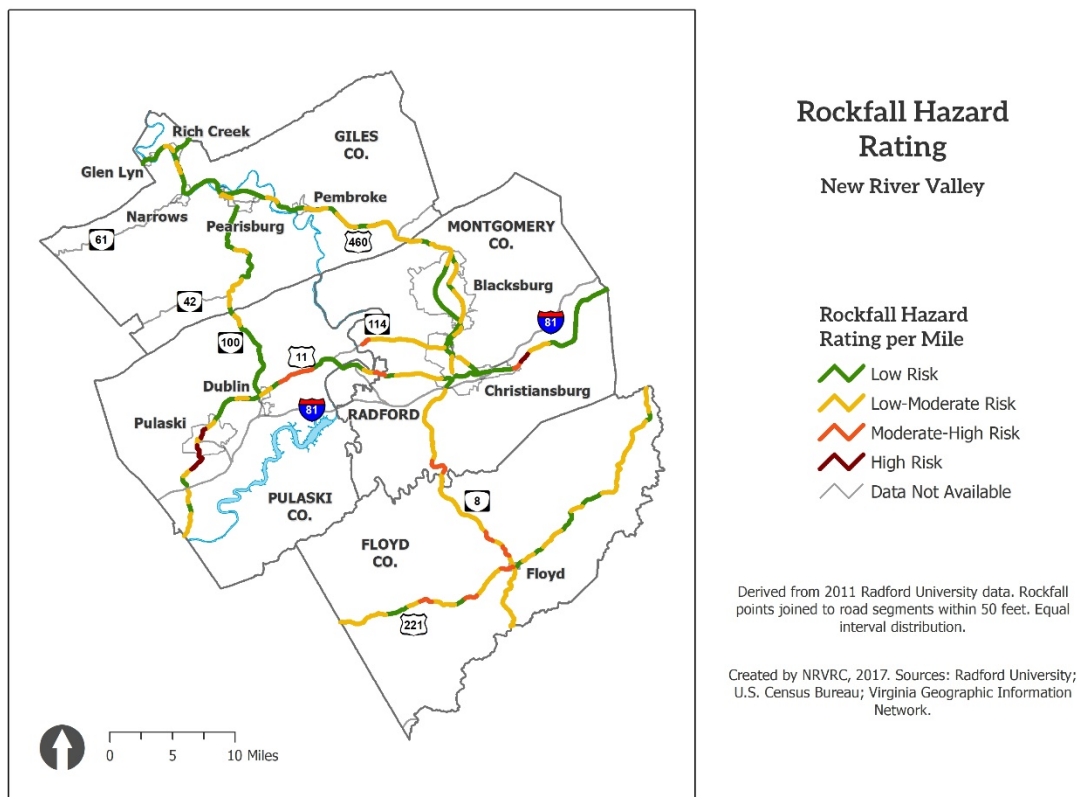 Rockfall Hazard
Rating
New River Valley
Rich Creek
GILES
CO.
Glen Lyn
Pembroke
Narrows
Pearisburg
MONTGOMERY
CO.
61
460
Blacksburg
42
114
81
100
11
Dublin
Christiansburg
81
RADFORD
Pulaski
PULASKI
CO.
8
FLOYD
CO.
Floyd
221
0 5 10 Miles
Rockfall Hazard
Rating per Mile
Low Risk
Low-Moderate Risk
Moderate-High Risk
High Risk
Data Not Available
Derived from 2011 Radford University data. Rockfall
points joined to road segments within 50 feet. Equal
interval distribution.
Created by NRVRC, 2017. Sources: Radford University;
U.S. Census Bureau; Virginia Geographic Information
Network.